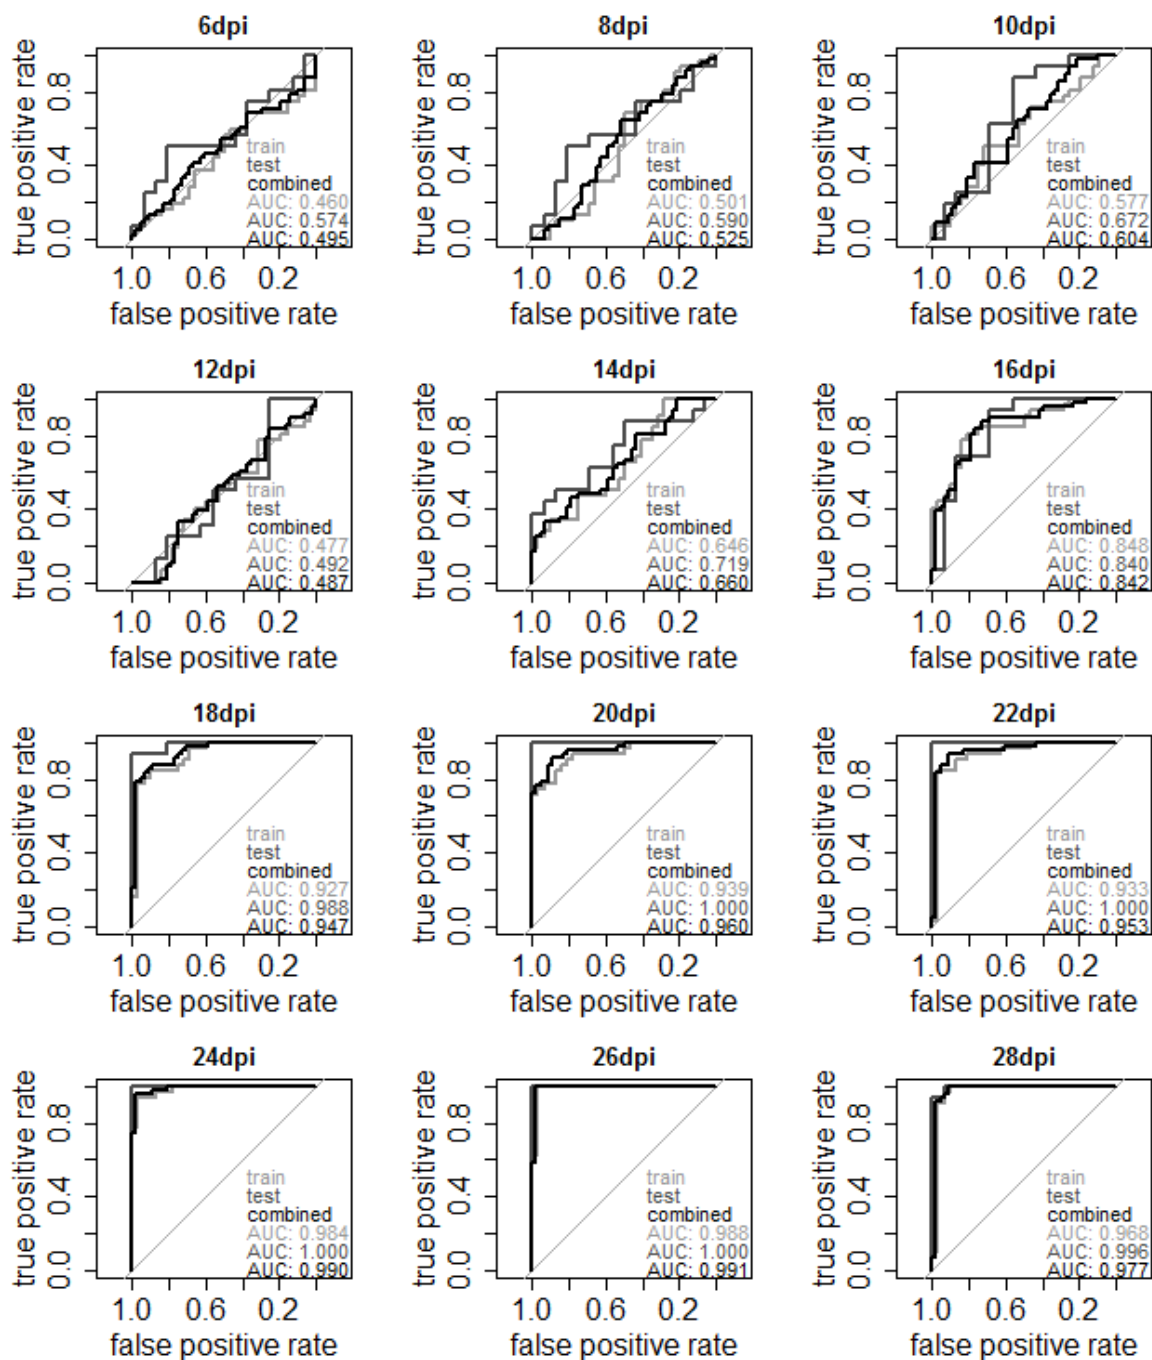 6dpi
true positive rate
0.0 0.4 0.8
train
test
combined
AUC: 0.460
AUC: 0.574
AUC: 0.495
1.0 0.6 0.2
false positive rate
8dpi
true positive rate
0.0 0.4 0.8
train
test
combined
AUC: 0.501
AUC: 0.590
AUC: 0.525
1.0 0.6 0.2
false positive rate
10dpi
true positive rate
0.0 0.4 0.8
train
test
combined
AUC: 0.577
AUC: 0.672
AUC: 0.604
1.0 0.6 0.2
false positive rate
12dpi
true positive rate
0.0 0.4 0.8
train
test
combined
AUC: 0.477
AUC: 0.492
AUC: 0.487
1.0 0.6 0.2
false positive rate
14dpi
true positive rate
0.0 0.4 0.8
train
test
combined
AUC: 0.646
AUC: 0.719
AUC: 0.660
1.0 0.6 0.2
false positive rate
16dpi
true positive rate
0.0 0.4 0.8
train
test
combined
AUC: 0.848
AUC: 0.840
AUC: 0.842
1.0 0.6 0.2
false positive rate
18dpi
true positive rate
0.0 0.4 0.8
train
test
combined
AUC: 0.927
AUC: 0.988
AUC: 0.947
1.0 0.6 0.2
false positive rate
20dpi
true positive rate
0.0 0.4 0.8
train
test
combined
AUC: 0.939
AUC: 1.000
AUC: 0.960
1.0 0.6 0.2
false positive rate
22dpi
true positive rate
0.0 0.4 0.8
train
test
combined
AUC: 0.933
AUC: 1.000
AUC: 0.953
1.0 0.6 0.2
false positive rate
24dpi
true positive rate
0.0 0.4 0.8
train
test
combined
AUC: 0.984
AUC: 1.000
AUC: 0.990
1.0 0.6 0.2
false positive rate
26dpi
true positive rate
0.0 0.4 0.8
train
test
combined
AUC: 0.988
AUC: 1.000
AUC: 0.991
1.0 0.6 0.2
false positive rate
28dpi
true positive rate
0.0 0.4 0.8
train
test
combined
AUC: 0.968
AUC: 0.996
AUC: 0.977
1.0 0.6 0.2
false positive rate